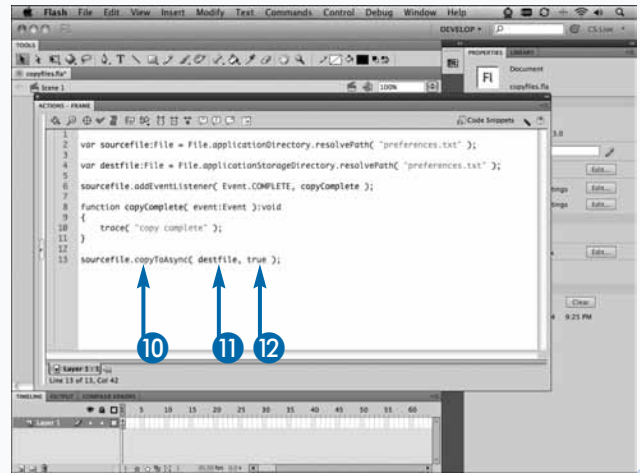 Flash File Edit View Insert Modify Text Commands Control Debug Window Help
DEVELOP
CS Live
TOOLS
PROPERTIES LIBRARY
copyfiles.fla*
Scene 1
100%
Fl
Document
copyfiles.fla
ACTIONS - FRAME
Code Snippets
1
2 var sourcefile:File = File.applicationDirectory.resolvePath( "preferences.txt" );
3
4 var destfile:File = File.applicationStorageDirectory.resolvePath( "preferences.txt" );
5
6 sourcefile.addEventListener( Event.COMPLETE, copyComplete );
7
8 function copyComplete( event:Event ):void
9 {
10 trace( "copy complete" );
11 }
12
13 sourcefile.copyToAsync( destfile, true );
3.0
Edit...
ttings Edit...
ttings Edit...
Edit...
Clear
9:25 PM
10 11 12
Layer 1 : 1
Line 13 of 13, Col 42
TIMELINE OUTPUT COMPILER ERRORS
5 10 15 20 25 30 35 40 45 50 55 60
Layer 1